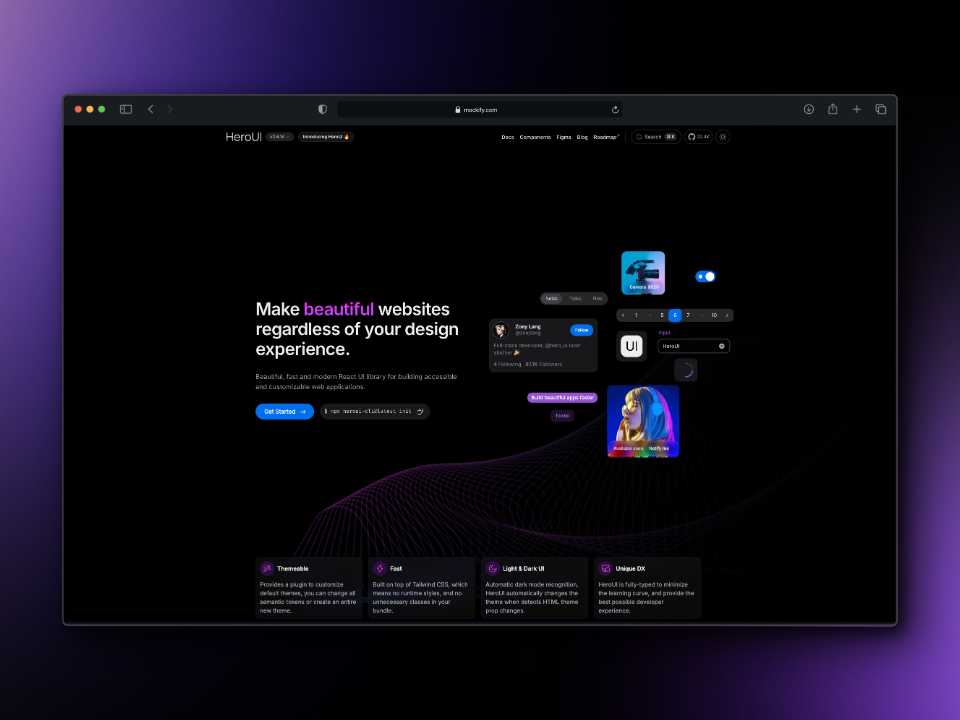 mockify.com
HeroUI
Introducing HeroUI 🔥
Docs Components Figma Blog Roadmap
Search ⌘K
22.4K
Make beautiful websites
regardless of your design
experience.
Beautiful, fast and modern React UI library for building accessible
and customizable web applications.
Get Started →
$ npx heroui-cli@latest init
Notes Tasks Files
Zoey Lang
@zoeylang
Follow
Full-stack developer, @hero_ui lover
she/her 🎉
4 Following 97.1K Followers
Build beautiful apps faster
Camera
‹ 1 ··· 5 6 7 ··· 10 ›
UI
Input
HeroUI
Available soon. Notify me
Themeable
Provides a plugin to customize
default themes, you can change all
semantic tokens or create an entire
new theme.
Fast
Built on top of Tailwind CSS, which
means no runtime styles, and no
unnecessary classes in your
bundle.
Light & Dark UI
Automatic dark mode recognition,
HeroUI automatically changes the
theme when detects HTML theme
prop changes.
Unique DX
HeroUI is fully-typed to minimize
the learning curve, and provide the
best possible developer
experience.